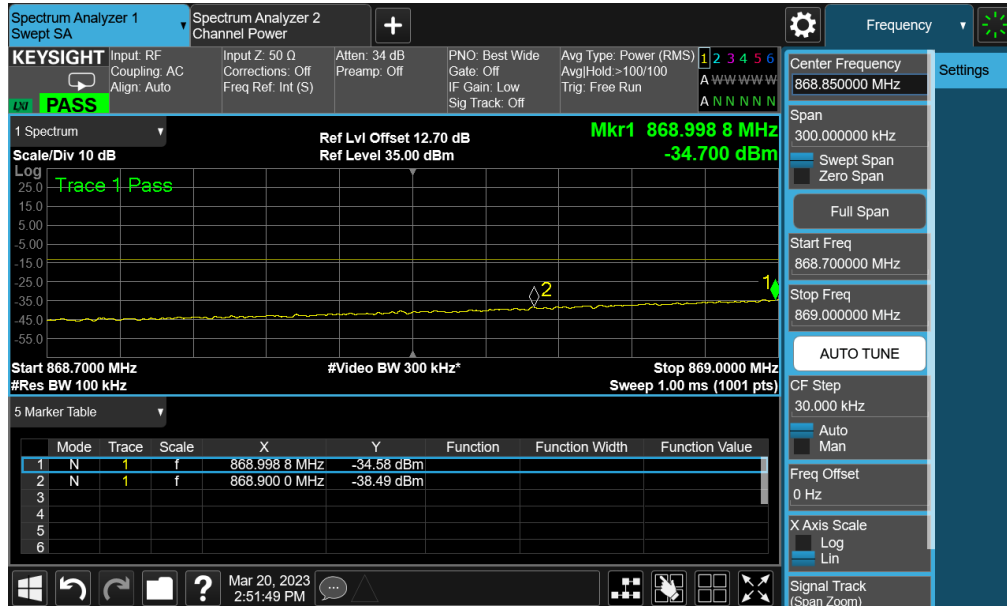 Spectrum Analyzer 1
Swept SA
Spectrum Analyzer 2
Channel Power
+
Frequency
KEYSIGHT
LXI
PASS
Input: RF
Coupling: AC
Align: Auto
Input Z: 50 Ω
Corrections: Off
Freq Ref: Int (S)
Atten: 34 dB
Preamp: Off
PNO: Best Wide
Gate: Off
IF Gain: Low
Sig Track: Off
Avg Type: Power (RMS)
Avg|Hold:>100/100
Trig: Free Run
1 2 3 4 5 6
A W W W W W
A N N N N N
1 Spectrum
Scale/Div 10 dB
Ref Lvl Offset 12.70 dB
Ref Level 35.00 dBm
Mkr1 868.998 8 MHz
-34.700 dBm
Log
Trace 1 Pass
25.0
15.0
5.00
-5.00
-15.0
-25.0
-35.0
-45.0
-55.0
2
1
Start 868.7000 MHz
#Video BW 300 kHz*
Stop 869.0000 MHz
#Res BW 100 kHz
Sweep 1.00 ms (1001 pts)
5 Marker Table
Mode Trace Scale X Y Function Function Width Function Value
1 N 1 f 868.998 8 MHz -34.58 dBm
2 N 1 f 868.900 0 MHz -38.49 dBm
3
4
5
6
?
Mar 20, 2023
2:51:49 PM
Center Frequency
868.850000 MHz
Settings
Span
300.000000 kHz
Swept Span
Zero Span
Full Span
Start Freq
868.700000 MHz
Stop Freq
869.000000 MHz
AUTO TUNE
CF Step
30.000 kHz
Auto
Man
Freq Offset
0 Hz
X Axis Scale
Log
Lin
Signal Track
(Span Zoom)